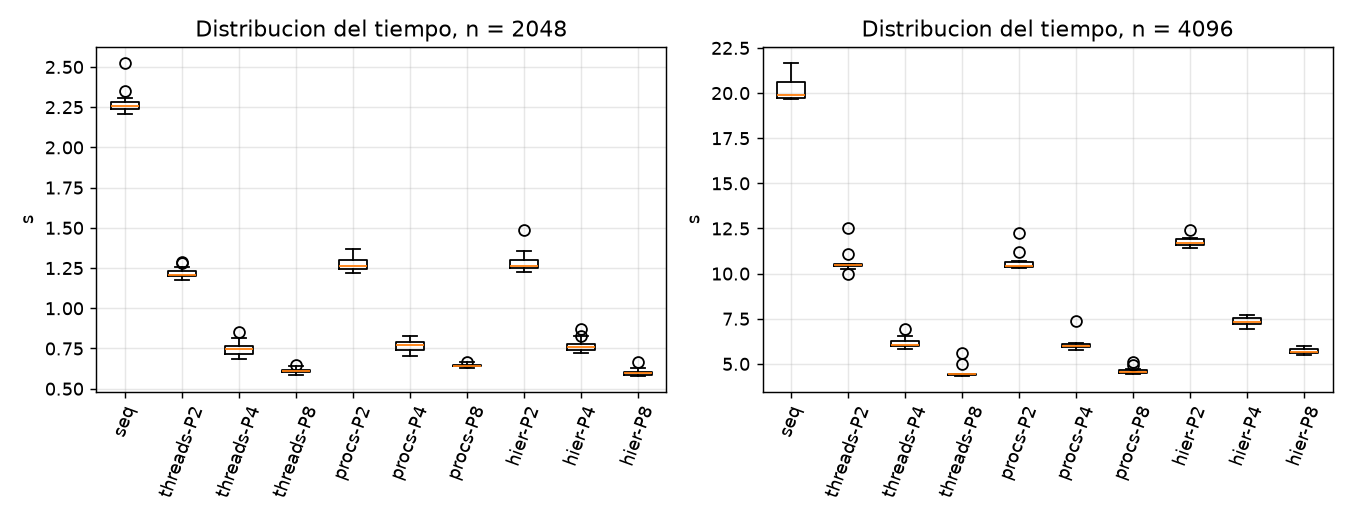 Distribucion del tiempo, n = 2048
s
2.50
2.25
2.00
1.75
1.50
1.25
1.00
0.75
0.50
seq
threads-P2
threads-P4
threads-P8
procs-P2
procs-P4
procs-P8
hier-P2
hier-P4
hier-P8
Distribucion del tiempo, n = 4096
s
22.5
20.0
17.5
15.0
12.5
10.0
7.5
5.0
seq
threads-P2
threads-P4
threads-P8
procs-P2
procs-P4
procs-P8
hier-P2
hier-P4
hier-P8